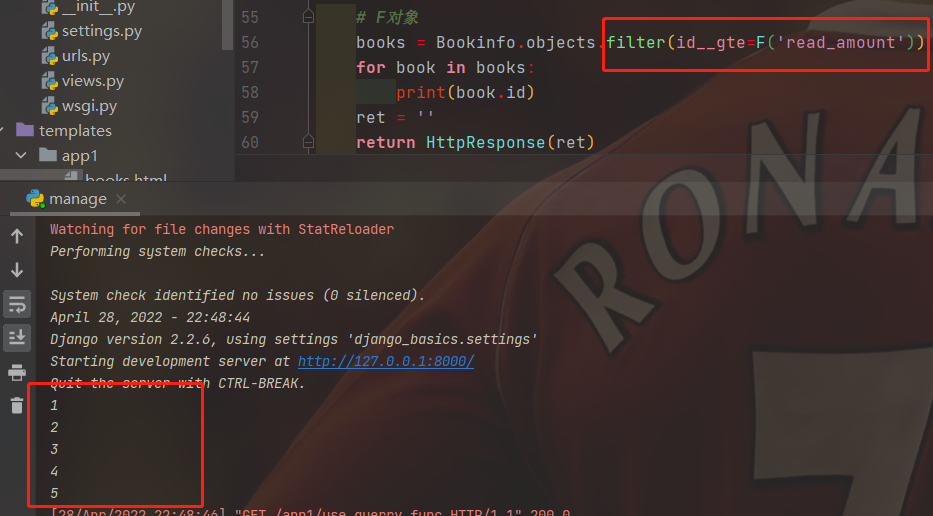 __init__.py
settings.py
urls.py
views.py
wsgi.py
templates
app1
books.html
55 # F对象
56 books = Bookinfo.objects.filter(id__gte=F('read_amount'))
57 for book in books:
58 print(book.id)
59 ret = ''
60 return HttpResponse(ret)
manage
Watching for file changes with StatReloader
Performing system checks...
System check identified no issues (0 silenced).
April 28, 2022 - 22:48:44
Django version 2.2.6, using settings 'django_basics.settings'
Starting development server at http://127.0.0.1:8000/
Quit the server with CTRL-BREAK.
1
2
3
4
5
[28/Apr/2022 22:48:46] "GET /app1/use_querry_func HTTP/1.1" 200 0
RONA
7